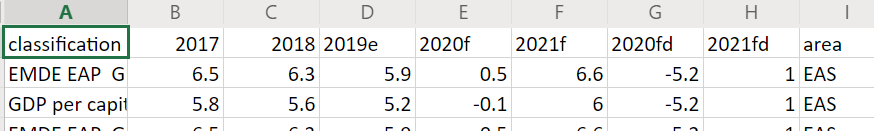 A B C D E F G H I
classification 2017 2018 2019e 2020f 2021f 2020fd 2021fd area
EMDE EAP G 6.5 6.3 5.9 0.5 6.6 -5.2 1 EAS
GDP per capit 5.8 5.6 5.2 -0.1 6 -5.2 1 EAS